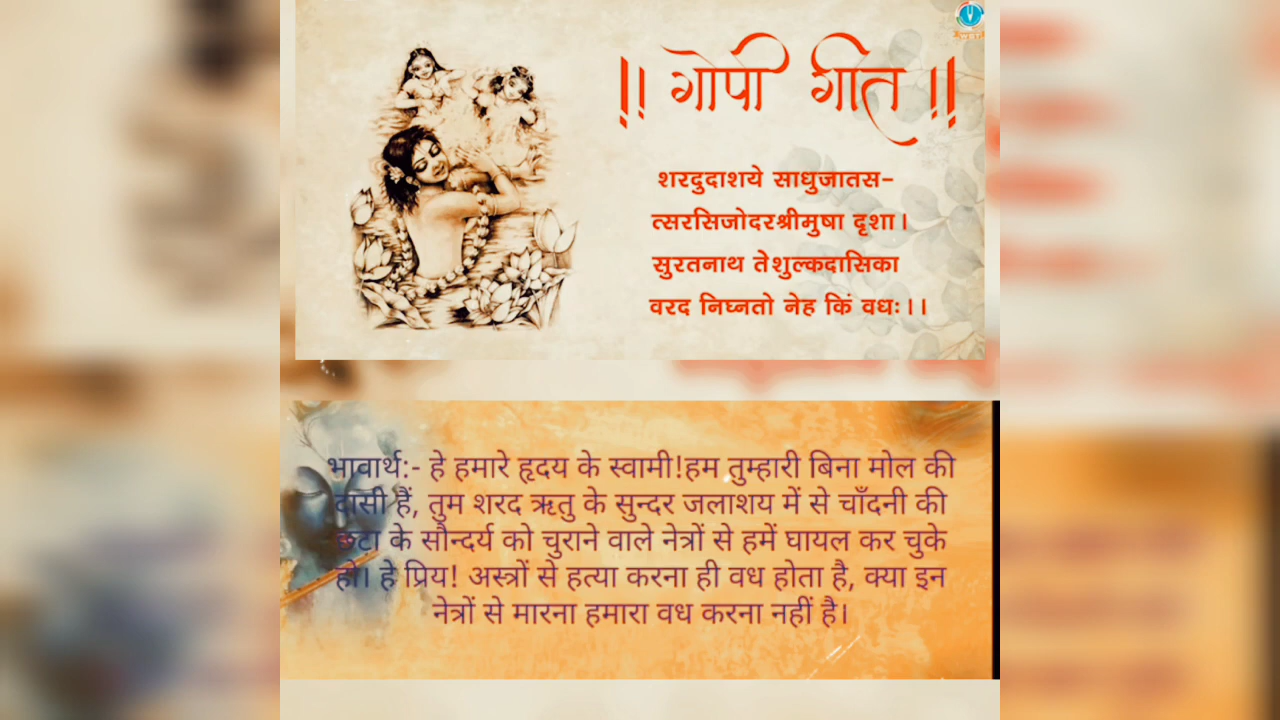 || गोपी गीत ||
शरदुदाशये साधुजातस-
त्सरसिजोदरश्रीमुषा दृशा।
सुरतनाथ तेशुल्कदासिका
वरद निघ्नतो नेह किं वधः।।
भावार्थ:- हे हमारे हृदय के स्वामी!हम तुम्हारी बिना मोल की
दासी हैं, तुम शरद ऋतु के सुन्दर जलाशय में से चाँदनी की
छटा के सौन्दर्य को चुराने वाले नेत्रों से हमें घायल कर चुके
हो। हे प्रिय! अस्त्रों से हत्या करना ही वध होता है, क्या इन
नेत्रों से मारना हमारा वध करना नहीं है।